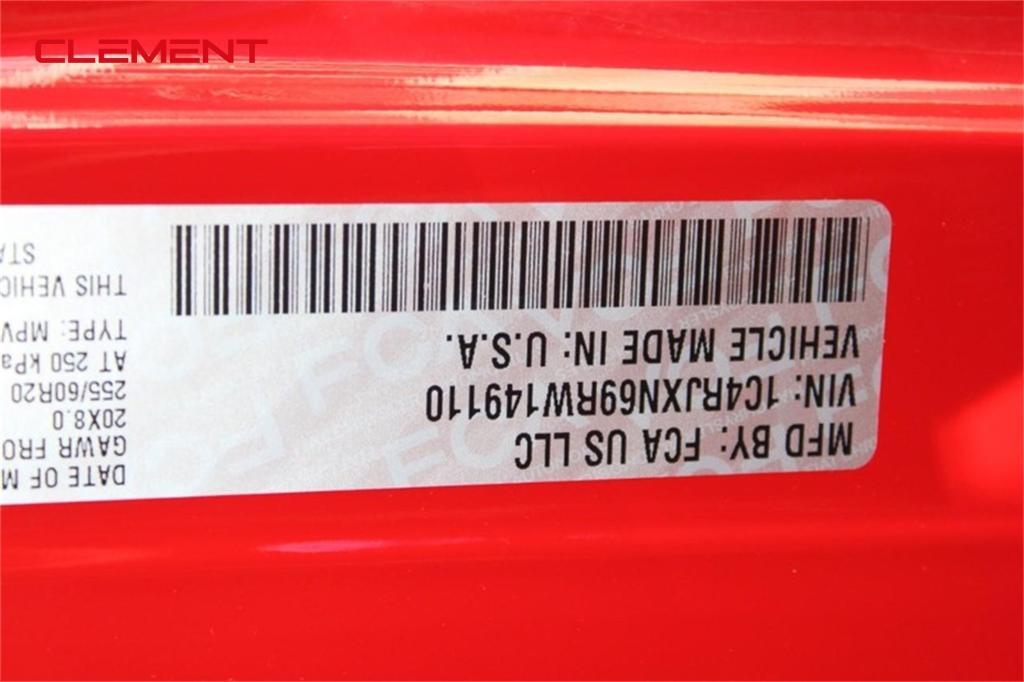 CLEMENT
MFD BY: FCA US LLC
VIN: 1C4RJXN69RW149110
VEHICLE MADE IN: U.S.A.
DATE OF M
GAWR FRO
20X8.0
255/60R20
AT 250 kPa
TYPE: MPV
THIS VEHIC
STA